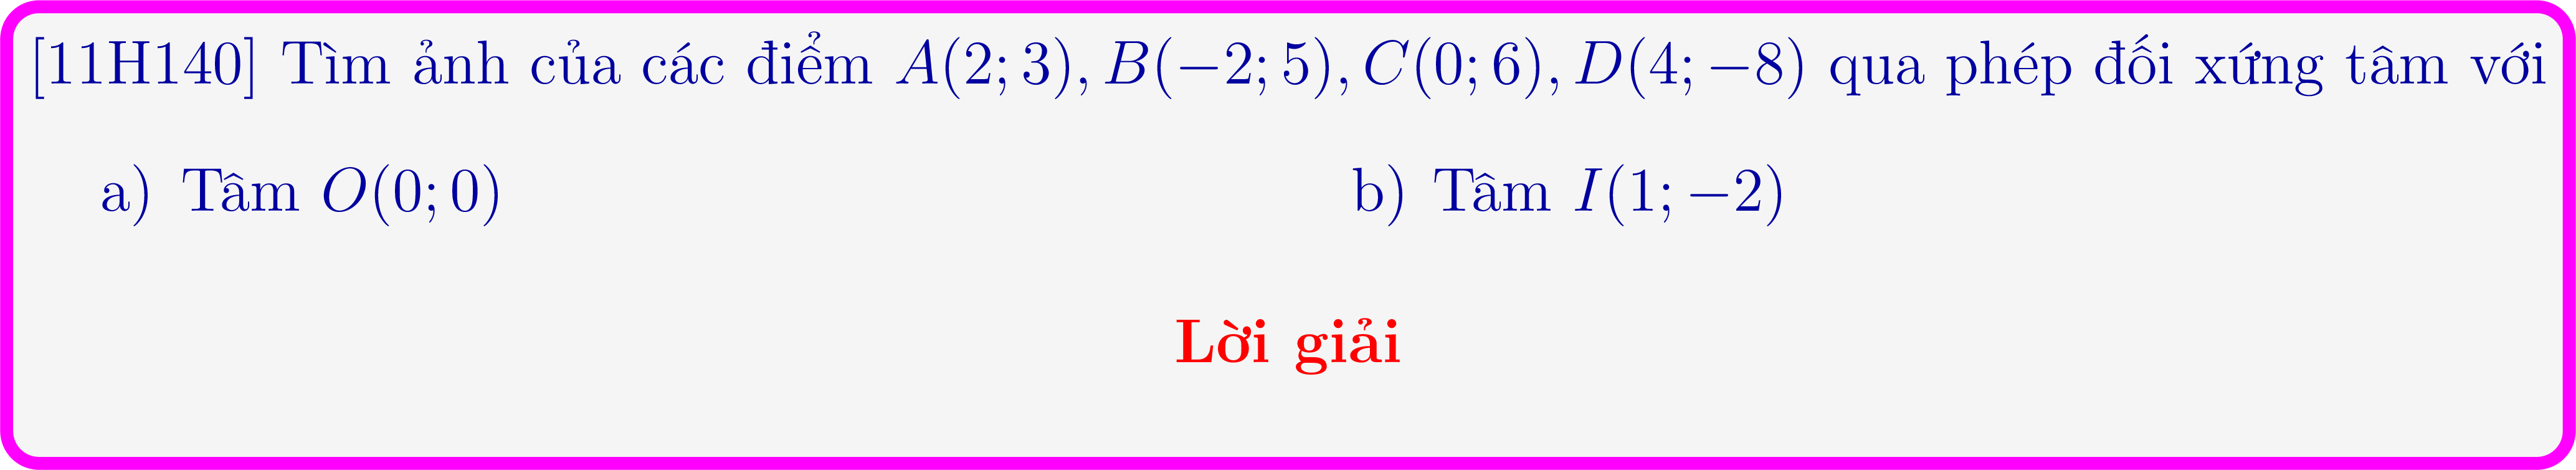 [11H140] Tìm ảnh của các điểm A(2; 3), B(−2; 5), C(0; 6), D(4; −8) qua phép đối xứng tâm với
a) Tâm O(0; 0) b) Tâm I(1; −2)
Lời giải